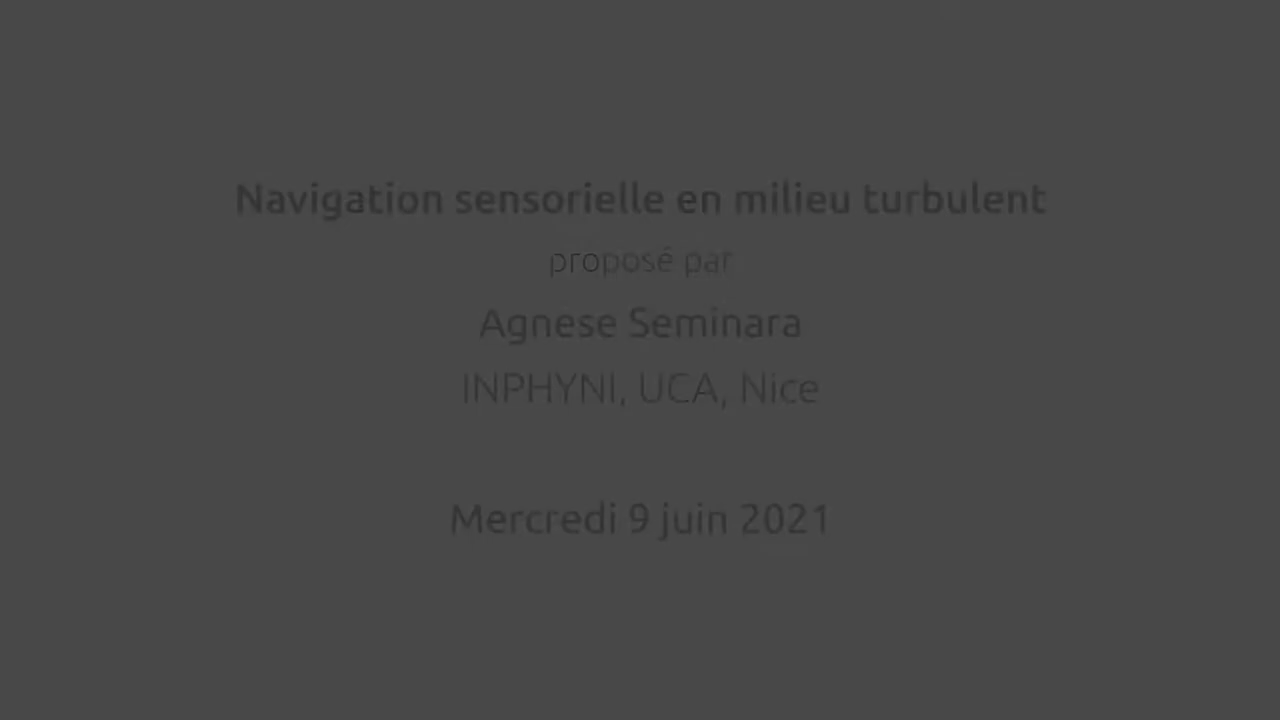 Navigation sensorielle en milieu turbulent
proposé par
Agnese Seminara
INPHYNI, UCA, Nice
Mercredi 9 juin 2021